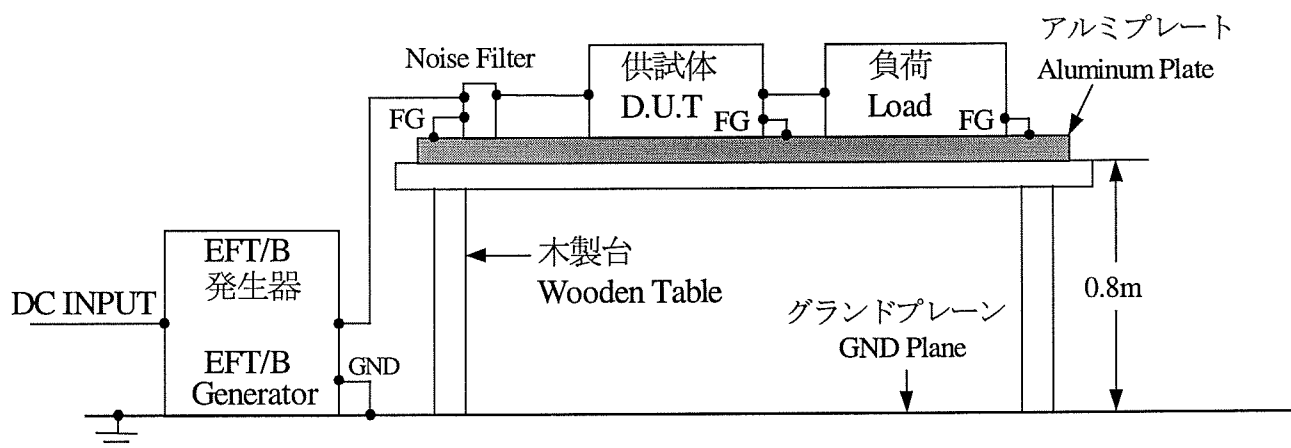 アルミプレート
Aluminum Plate
Noise Filter
供試体
D.U.T
負荷
Load
FG
FG
FG
EFT/B
発生器
EFT/B
Generator
DC INPUT
GND
木製台
Wooden Table
グランドプレーン
GND Plane
0.8m